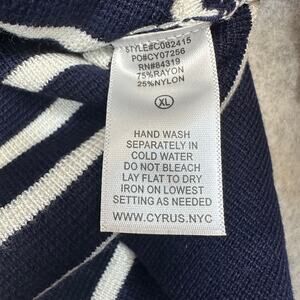 STYLE#C082415
PO#CY07256
RN#84319
75%RAYON
25%NYLON
XL
HAND WASH
SEPARATELY IN
COLD WATER
DO NOT BLEACH
LAY FLAT TO DRY
IRON ON LOWEST
SETTING AS NEEDED
WWW.CYRUS.NYC